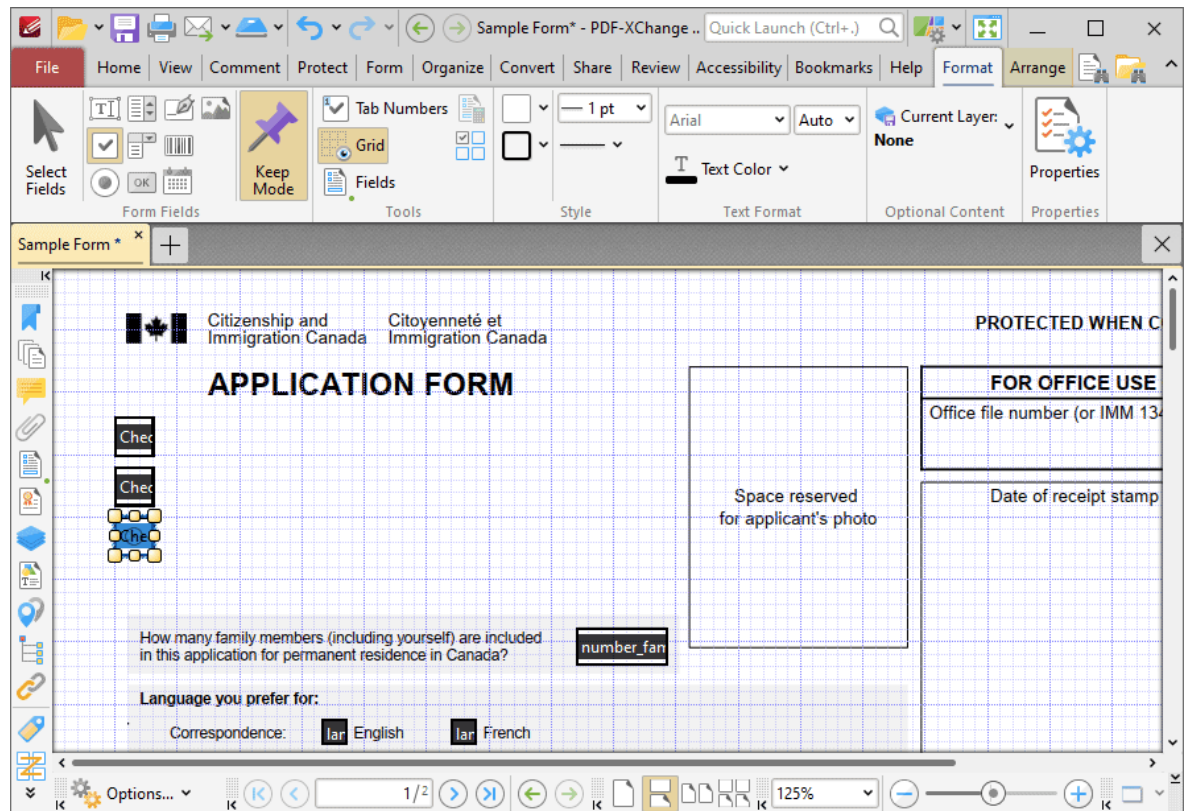 Sample Form* - PDF-XChange ..
Quick Launch (Ctrl+.)
File
Home
View
Comment
Protect
Form
Organize
Convert
Share
Review
Accessibility
Bookmarks
Help
Format
Arrange
Select
Fields
OK
Keep
Mode
Form Fields
Tab Numbers
Grid
Fields
Tools
1 pt
Style
Arial
Auto
Text Color
Text Format
Current Layer:
None
Optional Content
Properties
Properties
Sample Form *
Citizenship and
Immigration Canada
Citoyenneté et
Immigration Canada
PROTECTED WHEN C
APPLICATION FORM
FOR OFFICE USE
Office file number (or IMM 134
Chec
Chec
Chec
Space reserved
for applicant's photo
Date of receipt stamp
How many family members (including yourself) are included
in this application for permanent residence in Canada?
number_fam
Language you prefer for:
Correspondence:
lar
English
lar
French
Options...
1/2
125%